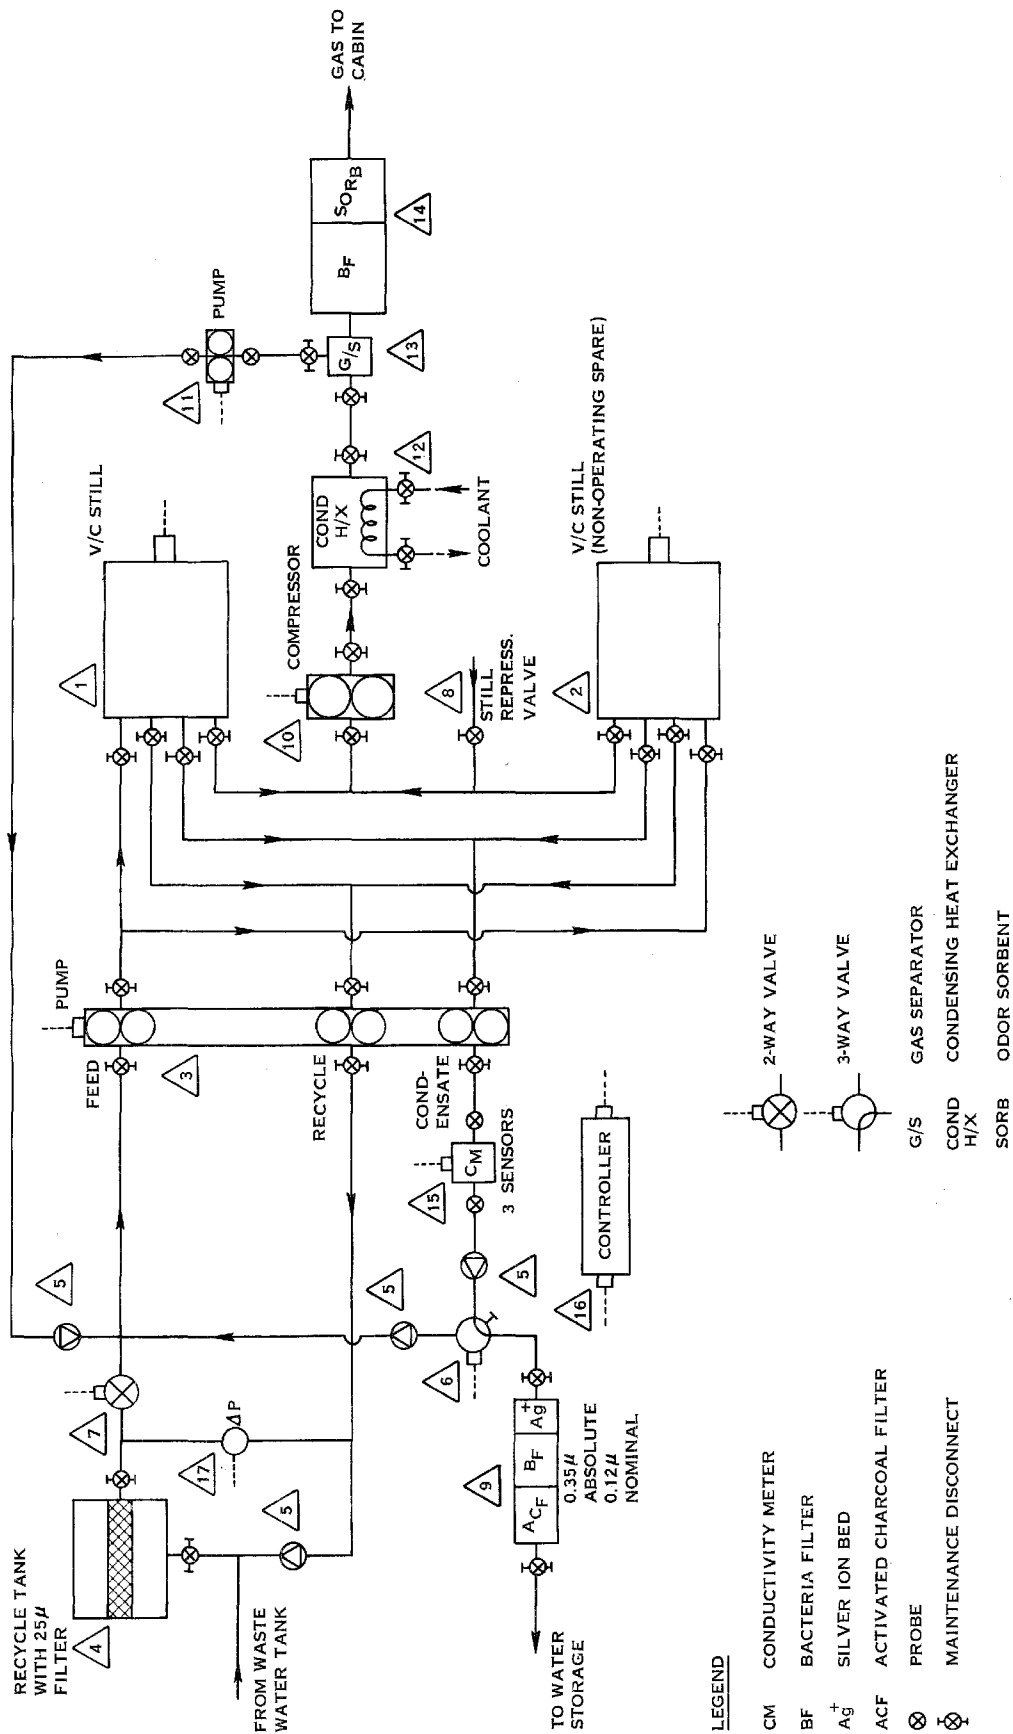 RECYCLE TANK
WITH 25μ
FILTER
4
FROM WASTE
WATER TANK
5
17
ΔP
7
5
FEED
3
PUMP
RECYCLE
COND-
ENSATE
5
5
6
15
CM
3 SENSORS
16
CONTROLLER
9
ACF
BF
Ag+
0.35μ
ABSOLUTE
0.12μ
NOMINAL
TO WATER
STORAGE
1
V/C STILL
10
COMPRESSOR
8
STILL
REPRESS.
VALVE
2
V/C STILL
(NON-OPERATING SPARE)
COND
H/X
12
COOLANT
11
PUMP
G/S
13
BF
SORB
14
GAS TO
CABIN
LEGEND
CM CONDUCTIVITY METER
BF BACTERIA FILTER
Ag+ SILVER ION BED
ACF ACTIVATED CHARCOAL FILTER
PROBE
MAINTENANCE DISCONNECT
2-WAY VALVE
3-WAY VALVE
G/S GAS SEPARATOR
COND
H/X CONDENSING HEAT EXCHANGER
SORB ODOR SORBENT